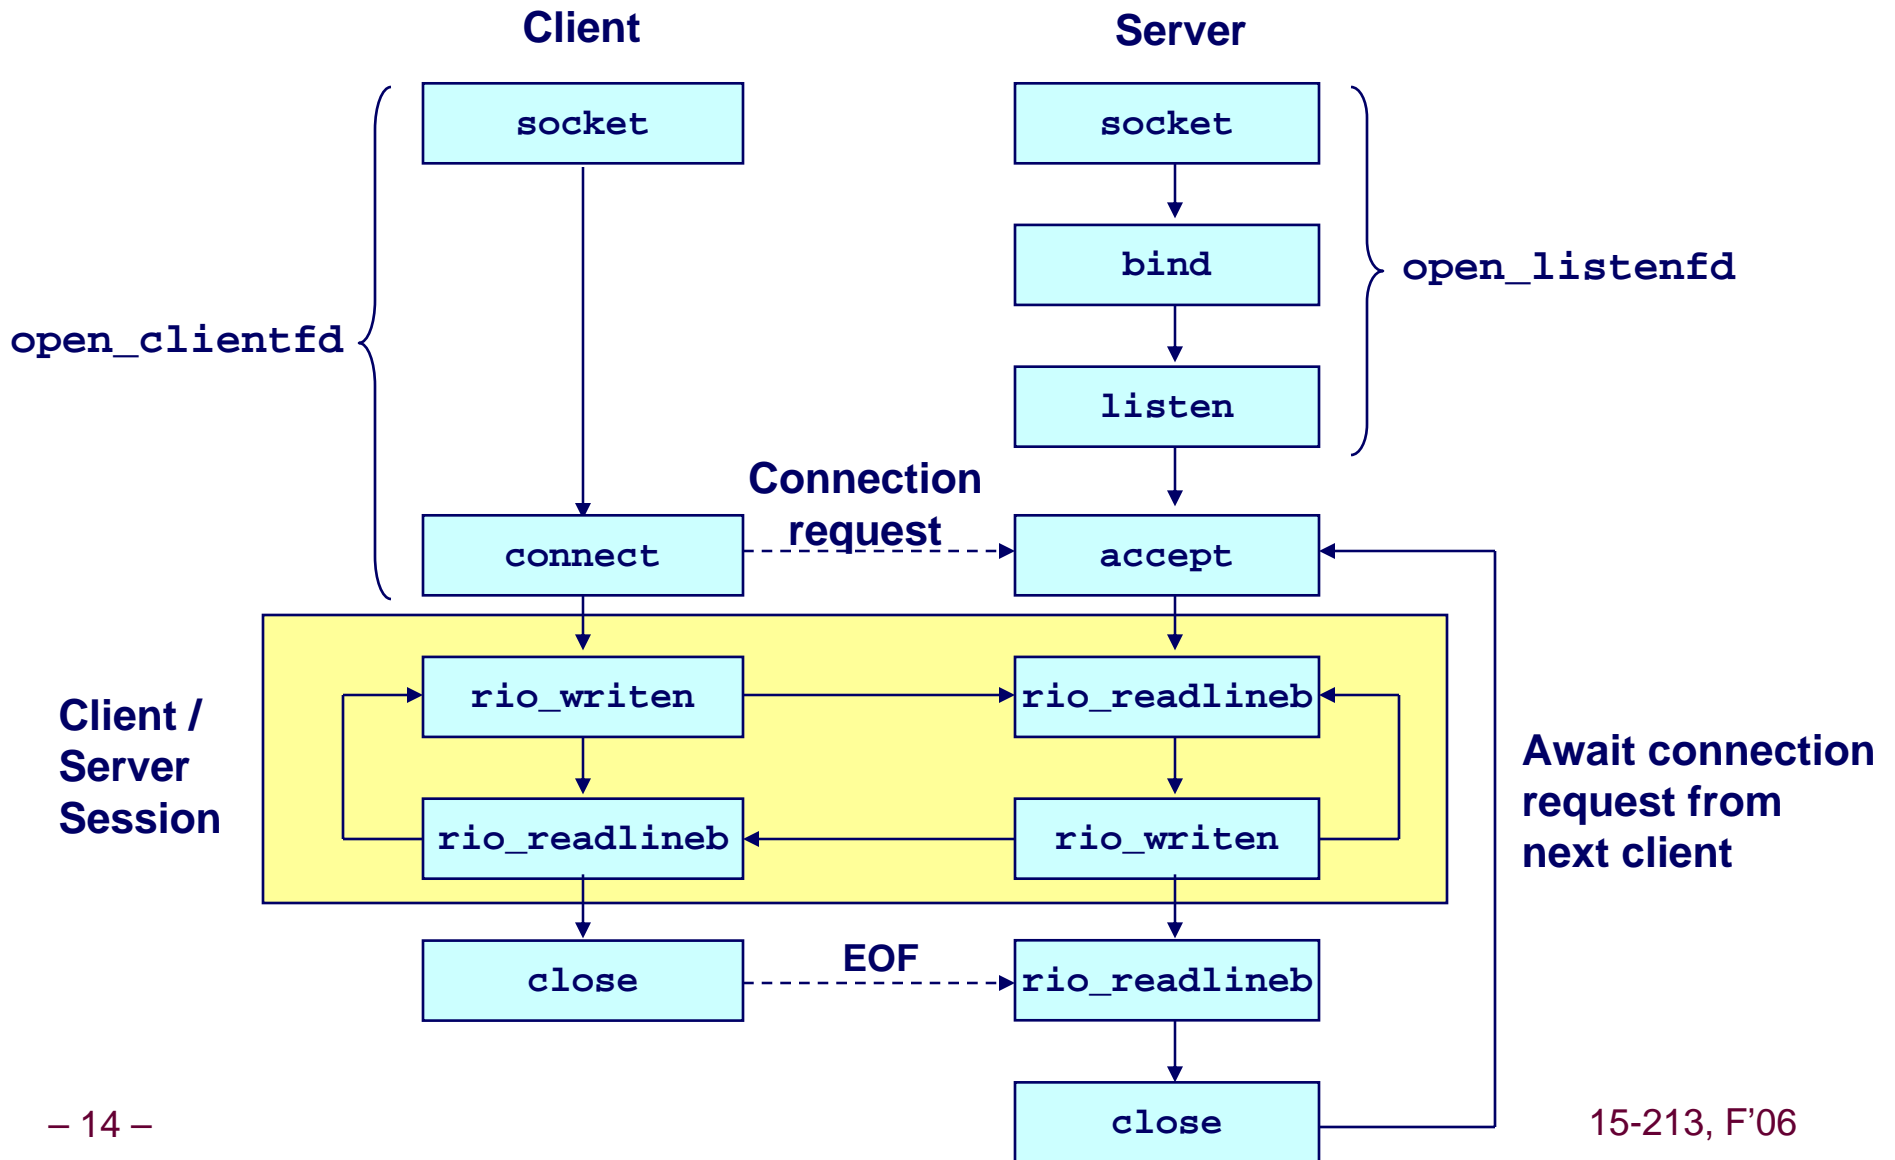 Client
Server
socket
socket
bind
open_listenfd
open_clientfd
listen
Connection
request
connect
accept
Client /
Server
Session
rio_writen
rio_readlineb
rio_readlineb
rio_writen
Await connection
request from
next client
close
EOF
rio_readlineb
close
– 14 –
15-213, F’06